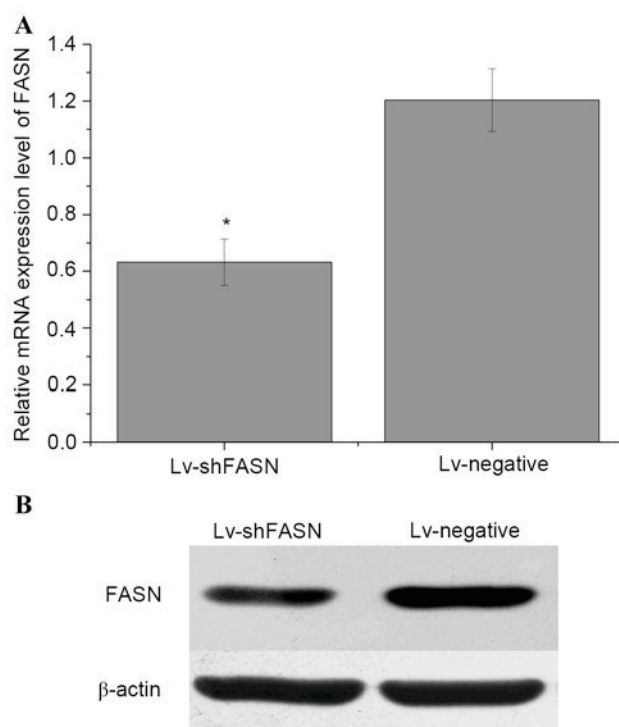 A
Relative mRNA expression level of FASN
1.4
1.2
1.0
0.8
0.6
0.4
0.2
0.0
*
Lv-shFASN Lv-negative
B
Lv-shFASN Lv-negative
FASN
β-actin